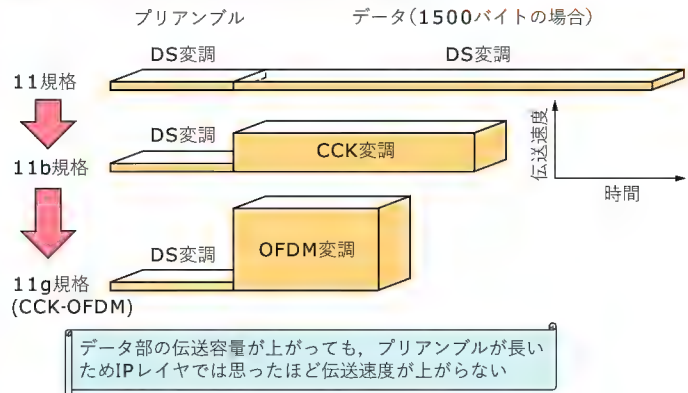 プリアンブル
データ(1500バイトの場合)
DS変調
DS変調
11規格
DS変調
CCK変調
11b規格
伝送速度
時間
DS変調
OFDM変調
11g規格
(CCK-OFDM)
データ部の伝送容量が上がっても，プリアンブルが長い
ためIPレイヤでは思ったほど伝送速度が上がらない